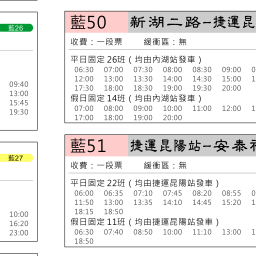 藍26
09:40
13:00
15:45
19:30
藍27
10:00
16:20
23:00
藍50 新湖二路–捷運昆
收費：一段票 緩衝區：無
平日固定26班（均由內湖站發車）
06:30 07:00 07:30 08:00 08:30 09:00
12:00 13:00 13:30 14:00 14:30 15:00
17:30 18:00 18:30 19:00 19:30 20:00
假日固定14班（均由內湖站發車）
07:00 08:00 09:00 10:00 11:00 12:00
17:00 18:00 19:00 20:00
藍51 捷運昆陽站–安泰
收費：一段票 緩衝區：無
平日固定22班（均由捷運昆陽站發車）
06:00 06:35 07:10 07:45 08:20 08:55
11:50 13:00 13:35 14:10 14:45 15:20
18:15 18:50
假日固定11班（均由捷運昆陽站發車）
06:30 07:40 08:50 10:00 11:10 13:00
18:50